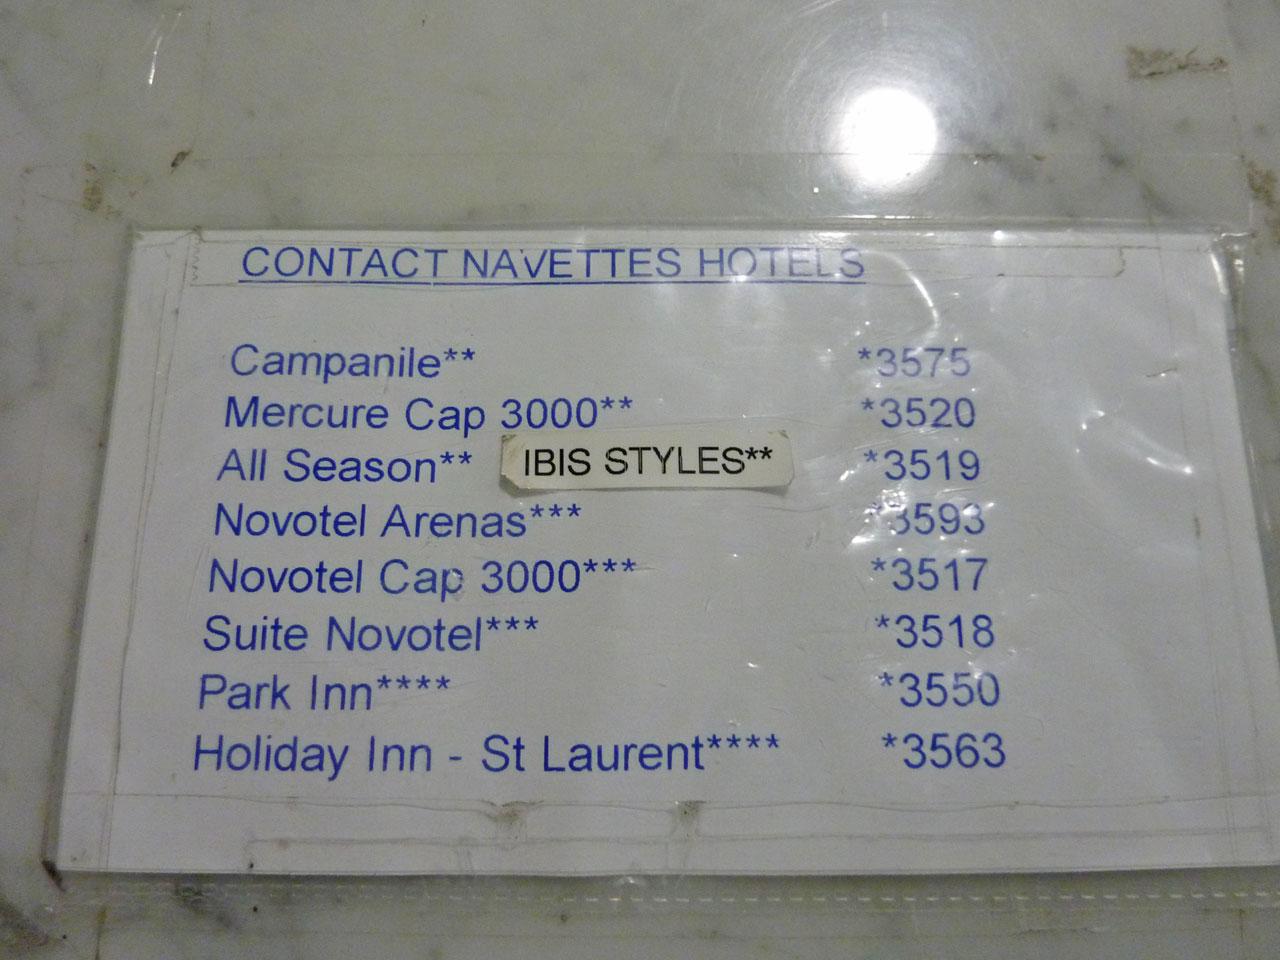 CONTACT NAVETTES HOTELS
Campanile** *3575
Mercure Cap 3000** *3520
All Season** IBIS STYLES** *3519
Novotel Arenas*** *3593
Novotel Cap 3000*** *3517
Suite Novotel*** *3518
Park Inn**** *3550
Holiday Inn - St Laurent**** *3563